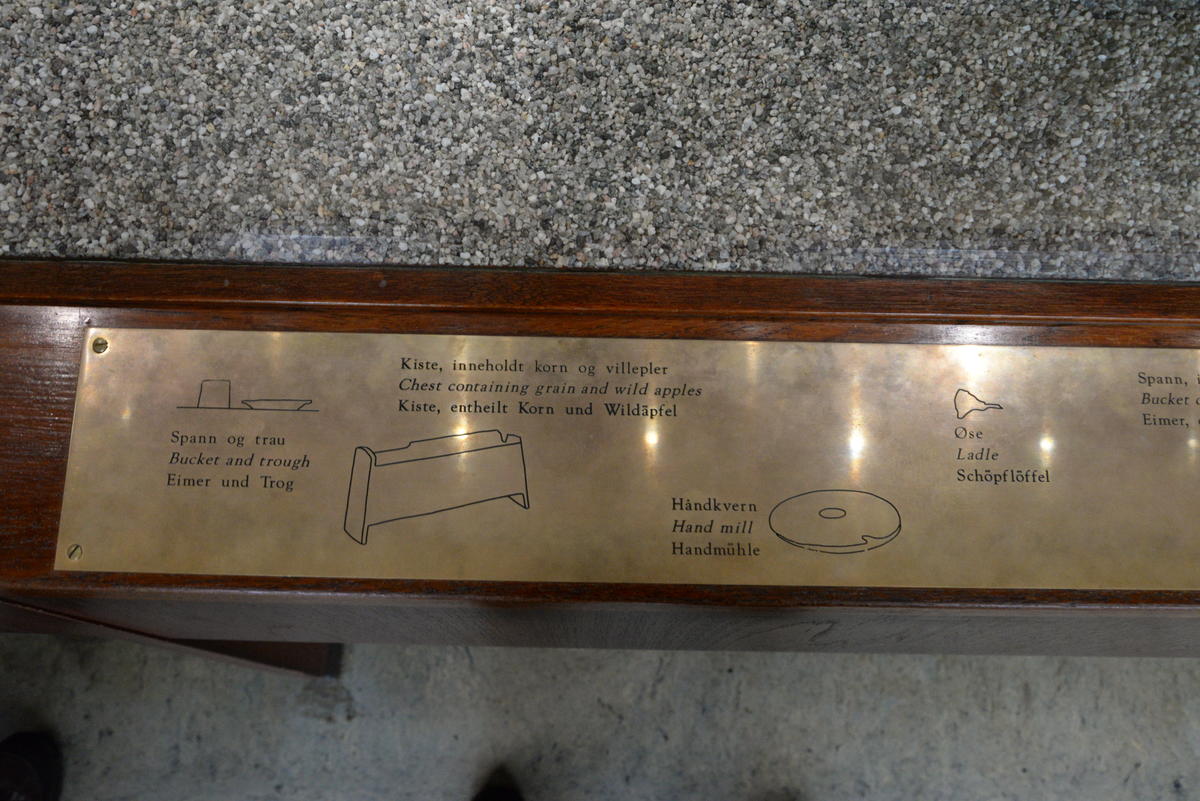 Spann og trau
Bucket and trough
Eimer und Trog
Kiste, inneholdt korn og villepler
Chest containing grain and wild apples
Kiste, entheilt Korn und Wildäpfel
Håndkvern
Hand mill
Handmühle
Øse
Ladle
Schöpflöffel
Spann,
Bucket
Eimer,